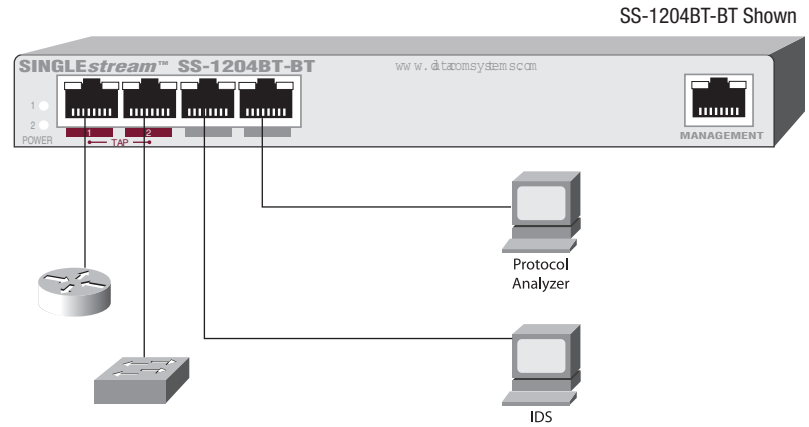 SS-1204BT-BT Shown
SINGLEstream™ SS-1204BT-BT
www.datacomsystems.com
1
2
POWER
1
2
TAP
MANAGEMENT
Protocol
Analyzer
IDS